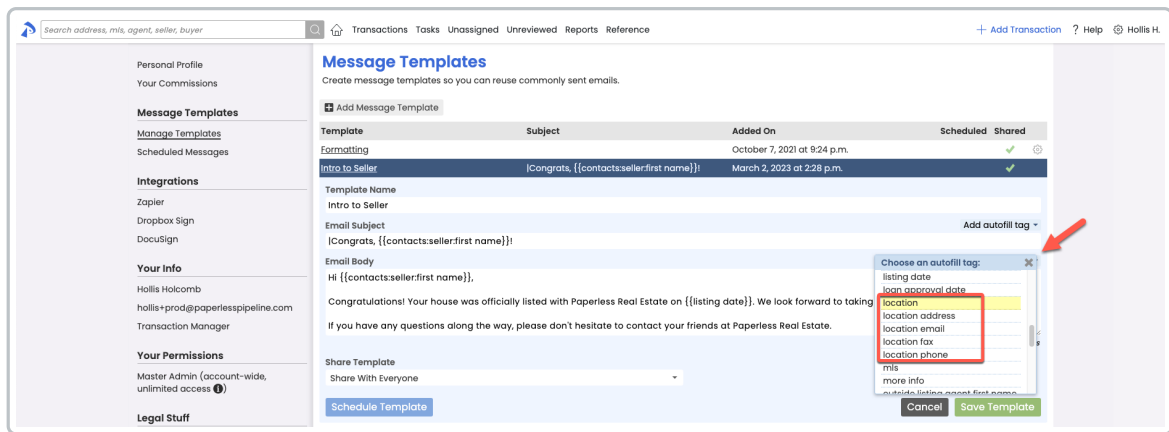 Search address, mls, agent, seller, buyer
Transactions Tasks Unassigned Unreviewed Reports Reference
+ Add Transaction ? Help Hollis H.
Personal Profile
Your Commissions
Message Templates
Manage Templates
Scheduled Messages
Integrations
Zapier
Dropbox Sign
DocuSign
Your Info
Hollis Holcomb
hollis+prod@paperlesspipeline.com
Transaction Manager
Your Permissions
Master Admin (account-wide,
unlimited access i)
Legal Stuff
Message Templates
Create message templates so you can reuse commonly sent emails.
+ Add Message Template
Template Subject Added On Scheduled Shared
Formatting October 7, 2021 at 9:24 p.m.
Intro to Seller |Congrats, {{contacts:seller:first name}}! March 2, 2023 at 2:28 p.m.
Template Name
Intro to Seller
Email Subject Add autofill tag
|Congrats, {{contacts:seller:first name}}!
Email Body
Hi {{contacts:seller:first name}},
Congratulations! Your house was officially listed with Paperless Real Estate on {{listing date}}. We look forward to taking
If you have any questions along the way, please don't hesitate to contact your friends at Paperless Real Estate.
Choose an autofill tag:
listing date
loan approval date
location
location address
location email
location fax
location phone
mls
more info
outside listing agent first name
Share Template
Share With Everyone
Schedule Template Cancel Save Template